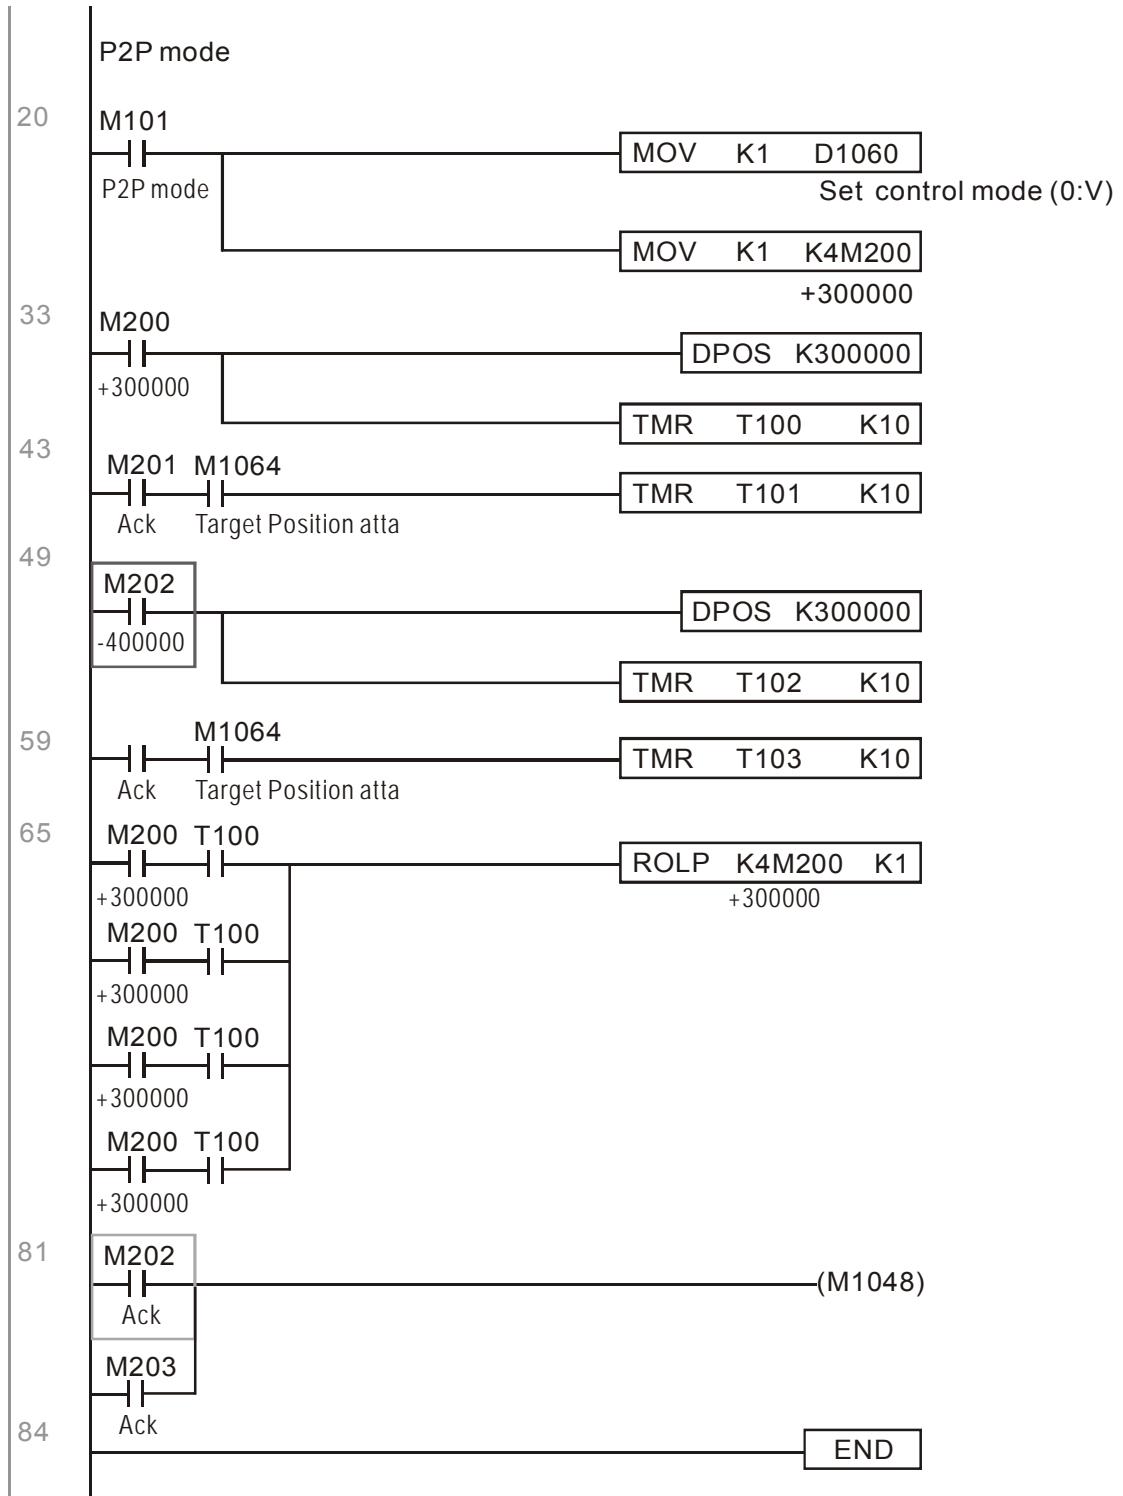 P2P mode
20
M101
MOV K1 D1060
P2P mode
Set control mode (0:V)
MOV K1 K4M200
+300000
33
M200
DPOS K300000
+300000
TMR T100 K10
43
M201 M1064
TMR T101 K10
Ack Target Position atta
49
M202
DPOS K300000
-400000
TMR T102 K10
59
M1064
TMR T103 K10
Ack Target Position atta
65
M200 T100
ROLP K4M200 K1
+300000
+300000
M200 T100
+300000
M200 T100
+300000
M200 T100
+300000
81
M202
(M1048)
Ack
M203
Ack
84
END